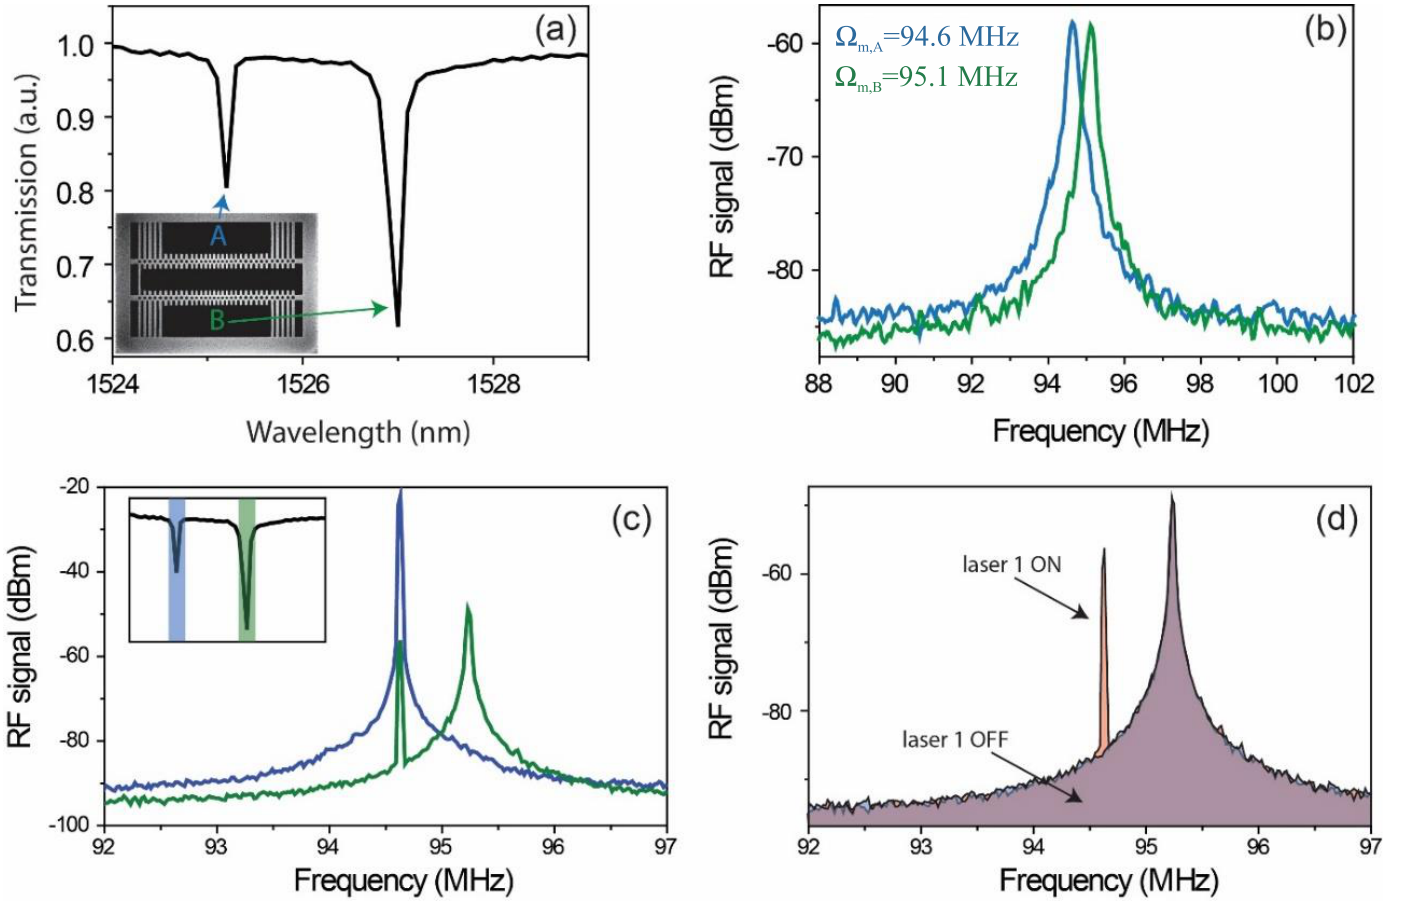 (a)
1.0
0.9
0.8
0.7
0.6
Transmission (a.u.)
A
B
1524
1526
1528
Wavelength (nm)
(b)
Ωm,A=94.6 MHz
Ωm,B=95.1 MHz
-60
-70
-80
RF signal (dBm)
88 90 92 94 96 98 100 102
Frequency (MHz)
(c)
-20
-40
-60
-80
-100
RF signal (dBm)
92 93 94 95 96 97
Frequency (MHz)
(d)
laser 1 ON
laser 1 OFF
-60
-80
RF signal (dBm)
92 93 94 95 96 97
Frequency (MHz)